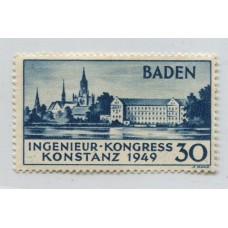 BADEN
INGENIEUR-KONGRESS
KONSTANZ 1949 30